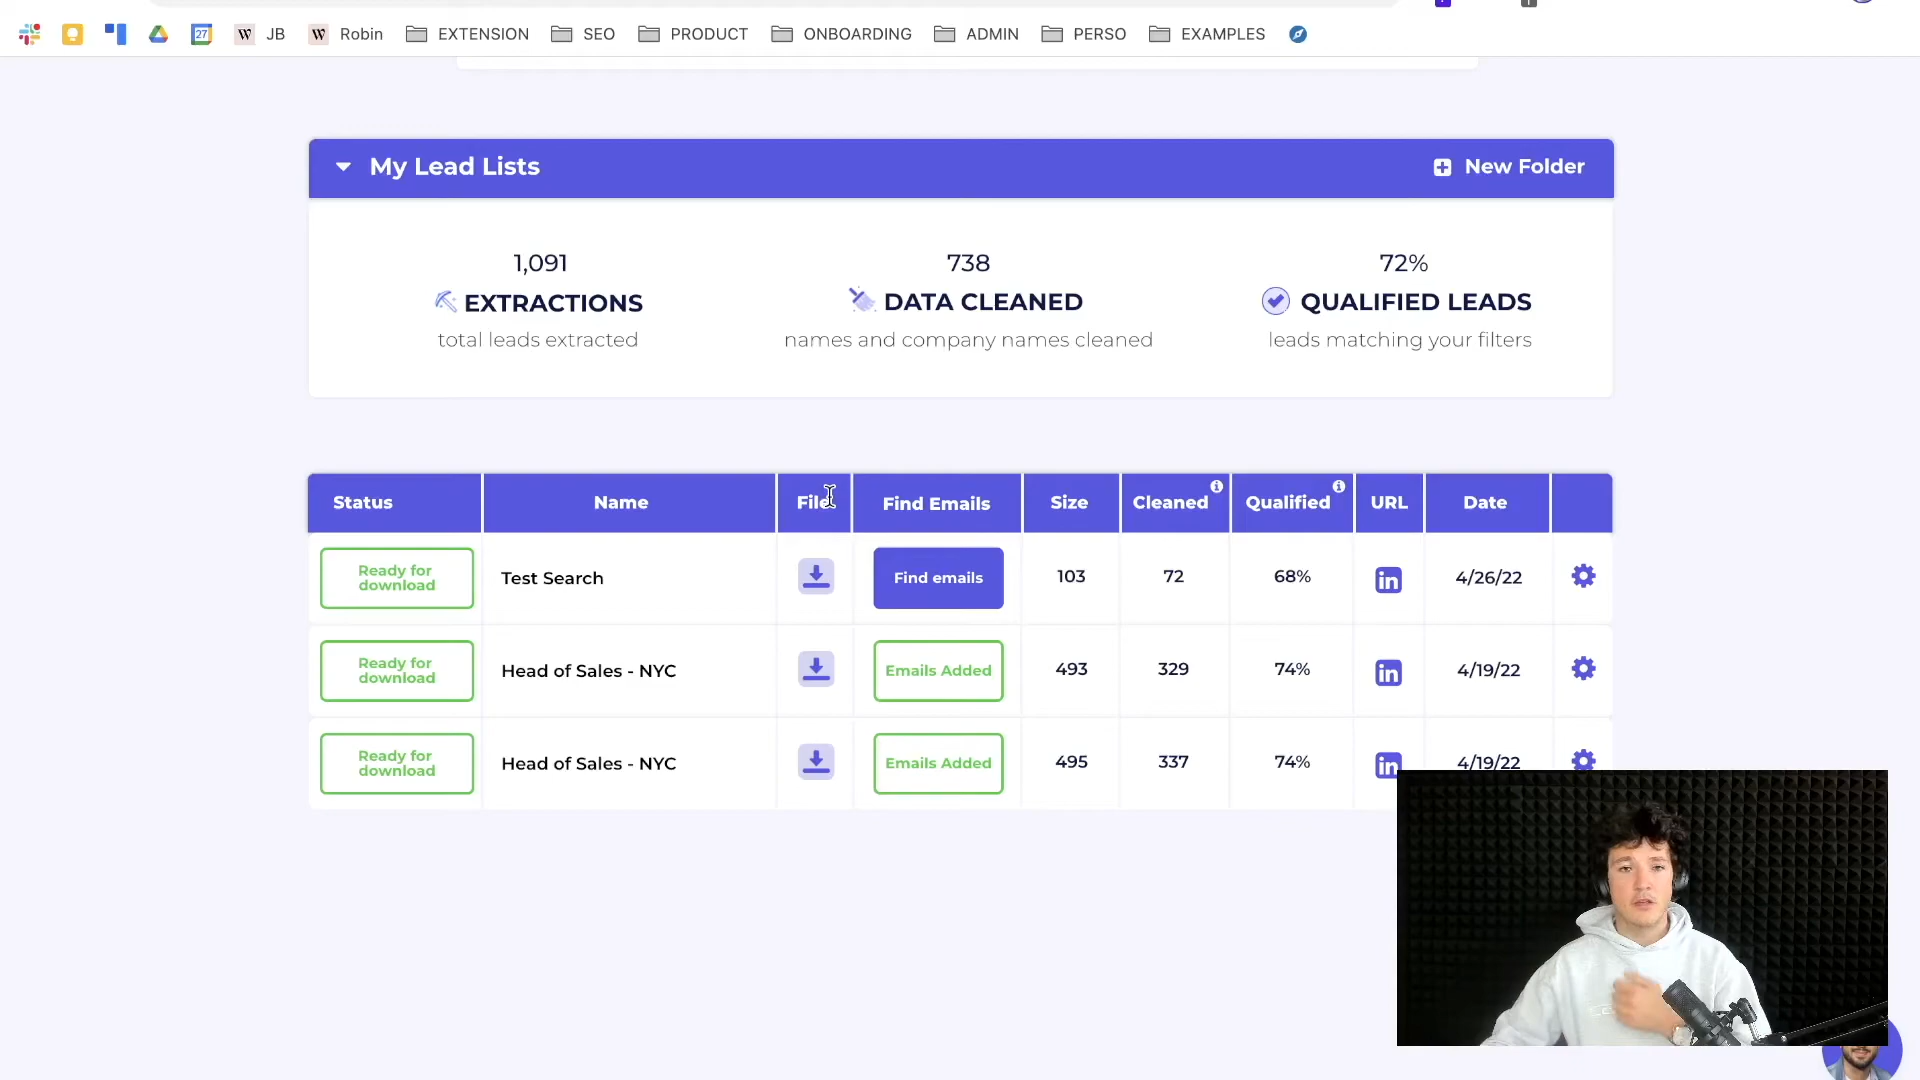 27
W JB
W Robin
EXTENSION
SEO
PRODUCT
ONBOARDING
ADMIN
PERSO
EXAMPLES
My Lead Lists
New Folder
1,091
EXTRACTIONS
total leads extracted
738
DATA CLEANED
names and company names cleaned
72%
QUALIFIED LEADS
leads matching your filters
Status Name File Find Emails Size Cleaned Qualified URL Date
Ready for download Test Search Find emails 103 72 68% in 4/26/22
Ready for download Head of Sales - NYC Emails Added 493 329 74% in 4/19/22
Ready for download Head of Sales - NYC Emails Added 495 337 74% in 4/19/22